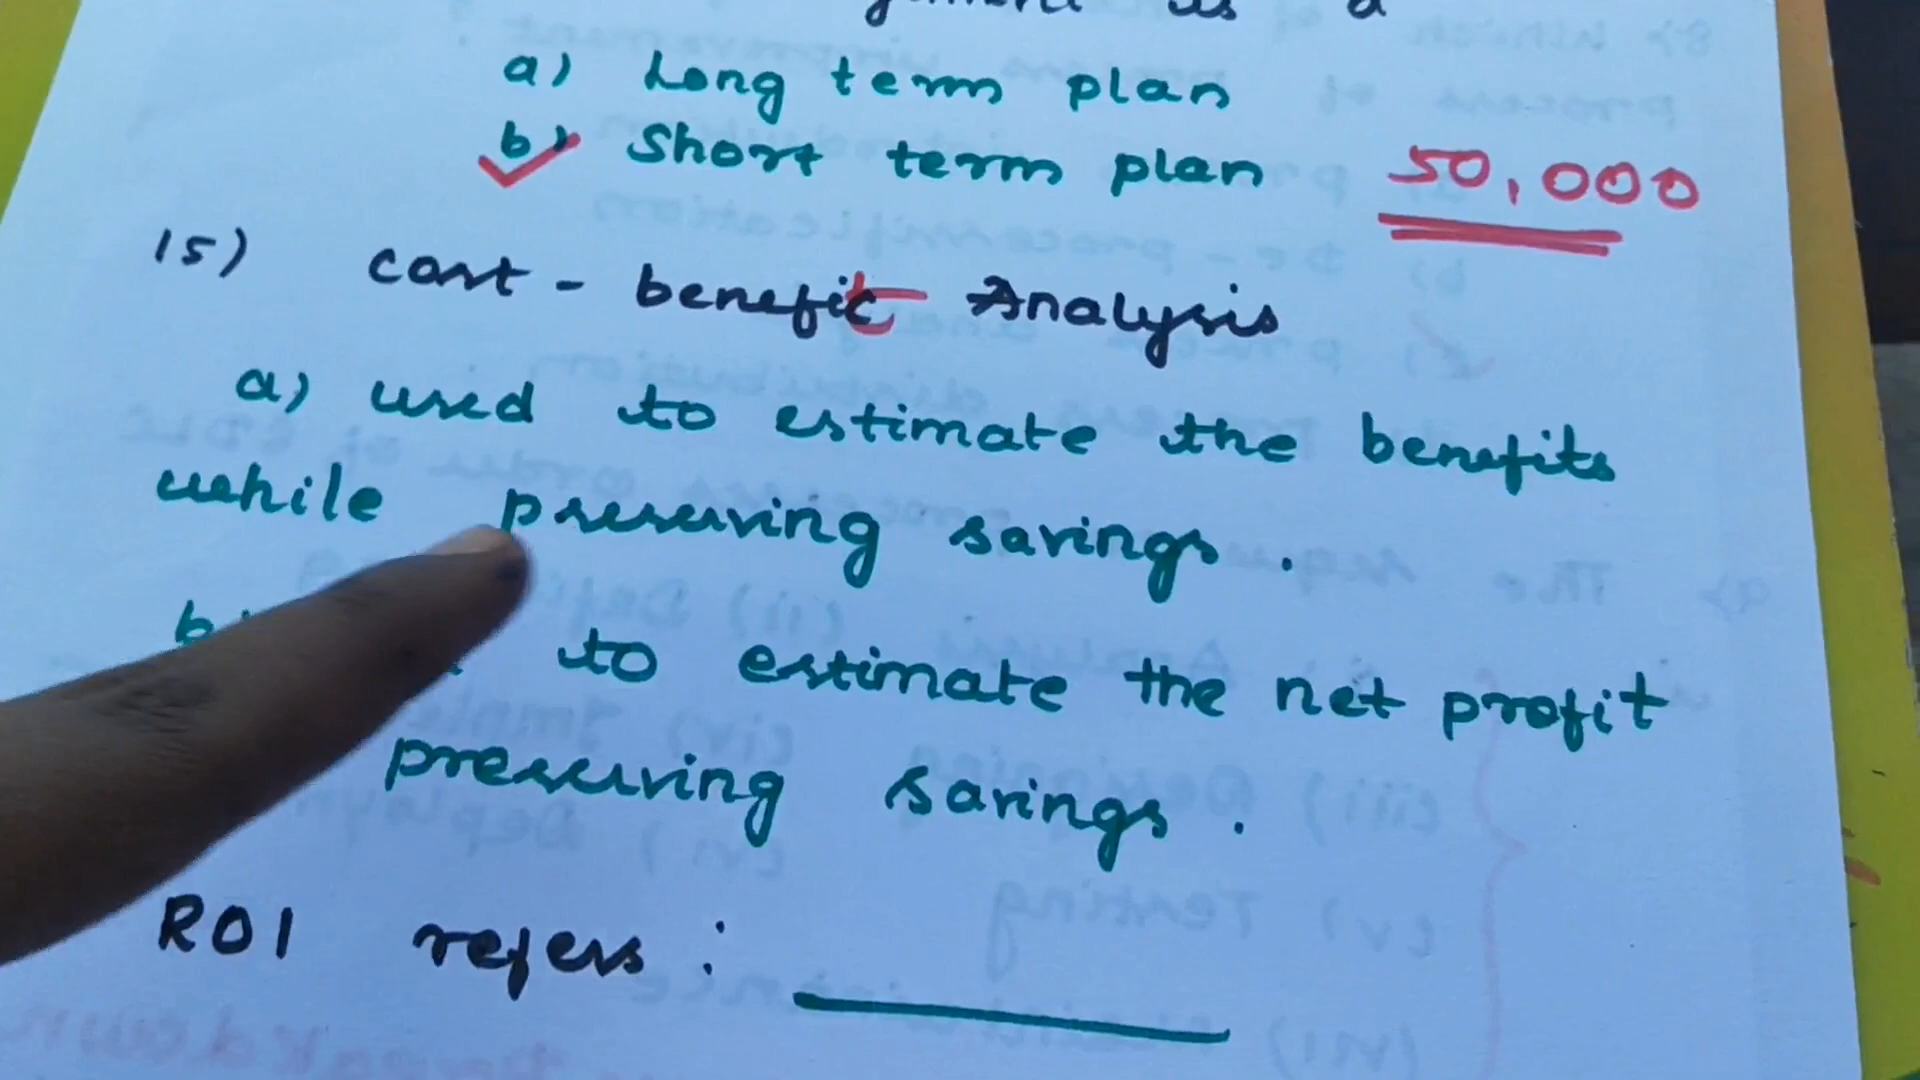 is a
a) Long term plan
b) Short term plan 50,000
15) cost - benefit Analysis
a) used to estimate the benefits
while preserving savings.
b) to estimate the net profit
preserving savings.
ROI refers :